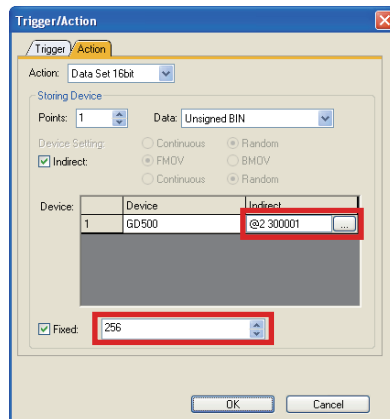 Trigger/Action
Trigger Action
Action: Data Set 16bit
Storing Device
Points: 1 Data: Unsigned BIN
Device Setting: Continuous Random
Indirect: FMOV BMOV
Continuous Random
Device: Device Indirect
1 GD500 @2 300001 ...
Fixed: 256
OK Cancel